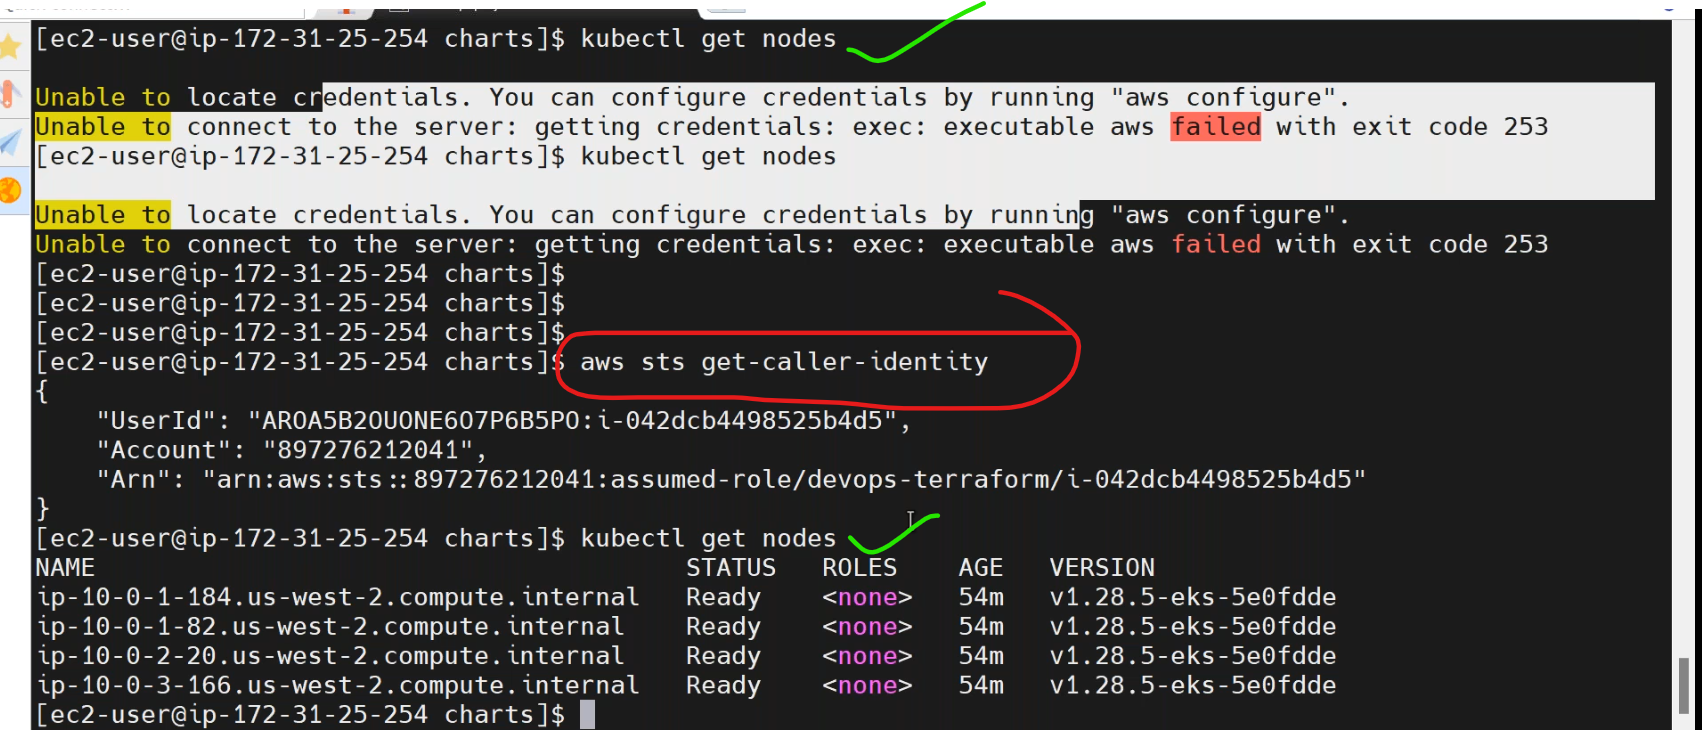 [ec2-user@ip-172-31-25-254 charts]$ kubectl get nodes
Unable to locate credentials. You can configure credentials by running "aws configure".
Unable to connect to the server: getting credentials: exec: executable aws failed with exit code 253
[ec2-user@ip-172-31-25-254 charts]$ kubectl get nodes
Unable to locate credentials. You can configure credentials by running "aws configure".
Unable to connect to the server: getting credentials: exec: executable aws failed with exit code 253
[ec2-user@ip-172-31-25-254 charts]$
[ec2-user@ip-172-31-25-254 charts]$
[ec2-user@ip-172-31-25-254 charts]$
[ec2-user@ip-172-31-25-254 charts]$ aws sts get-caller-identity
{
"UserId": "AROA5B2OUONE6O7P6B5PO:i-042dcb4498525b4d5",
"Account": "897276212041",
"Arn": "arn:aws:sts::897276212041:assumed-role/devops-terraform/i-042dcb4498525b4d5"
}
[ec2-user@ip-172-31-25-254 charts]$ kubectl get nodes
NAME STATUS ROLES AGE VERSION
ip-10-0-1-184.us-west-2.compute.internal Ready <none> 54m v1.28.5-eks-5e0fdde
ip-10-0-1-82.us-west-2.compute.internal Ready <none> 54m v1.28.5-eks-5e0fdde
ip-10-0-2-20.us-west-2.compute.internal Ready <none> 54m v1.28.5-eks-5e0fdde
ip-10-0-3-166.us-west-2.compute.internal Ready <none> 54m v1.28.5-eks-5e0fdde
[ec2-user@ip-172-31-25-254 charts]$